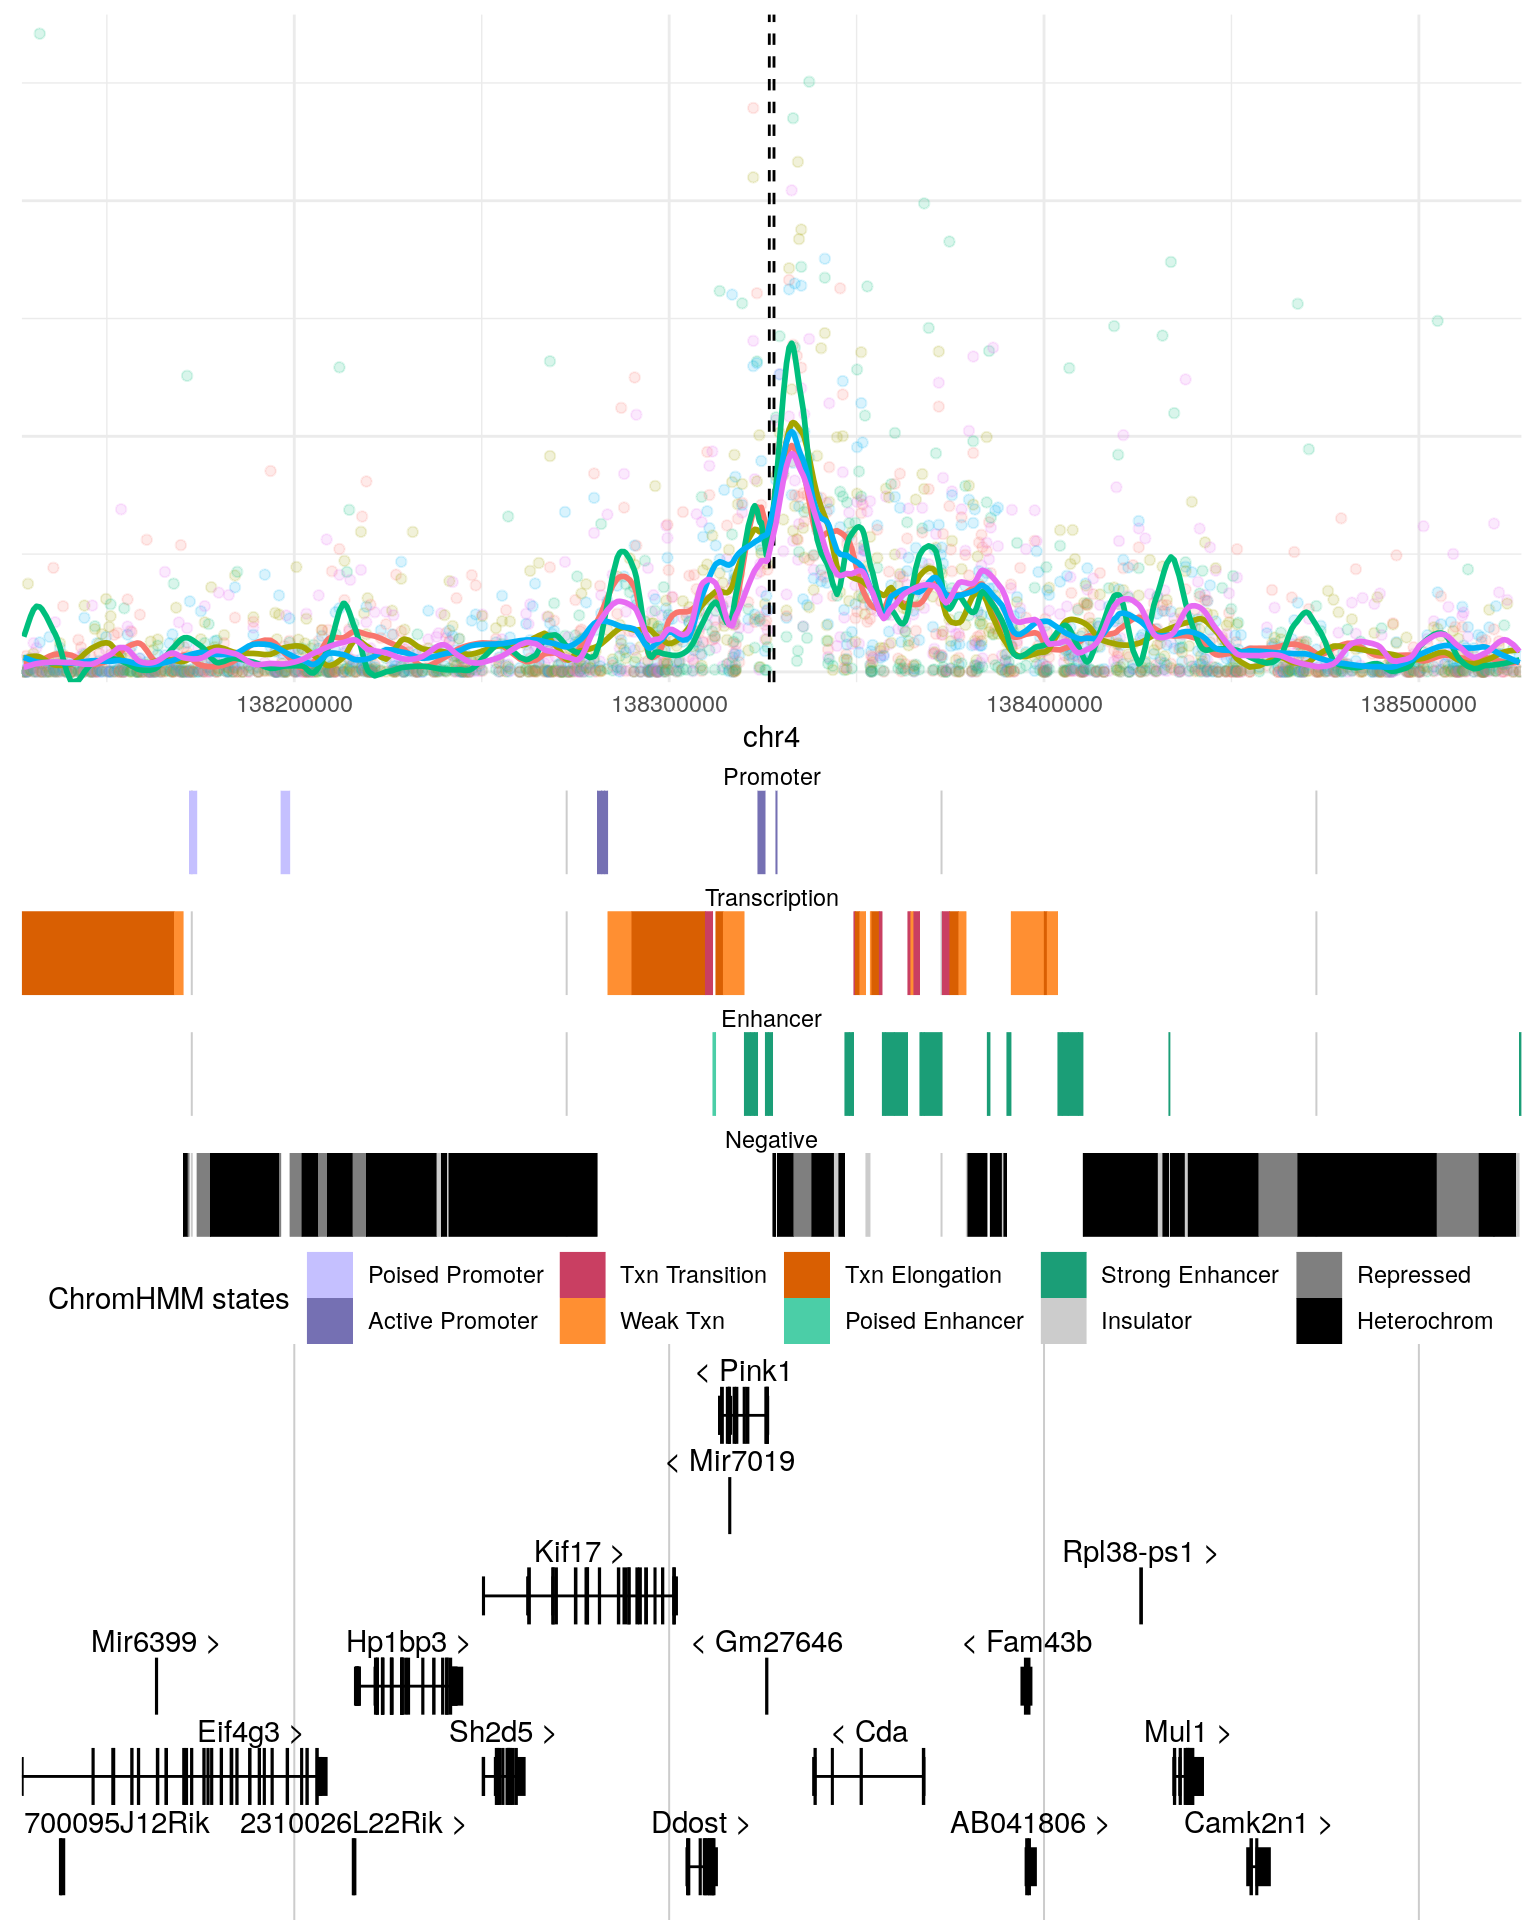 138200000 138300000 138400000 138500000
chr4
Promoter
Transcription
Enhancer
Negative
ChromHMM states
Poised Promoter Txn Transition Txn Elongation Strong Enhancer Repressed
Active Promoter Weak Txn Poised Enhancer Insulator Heterochrom
< Pink1
< Mir7019
Kif17 > Rpl38-ps1 >
Mir6399 > Hp1bp3 > < Gm27646 < Fam43b
Eif4g3 > Sh2d5 > < Cda Mul1 >
700095J12Rik 2310026L22Rik > Ddost > AB041806 > Camk2n1 >